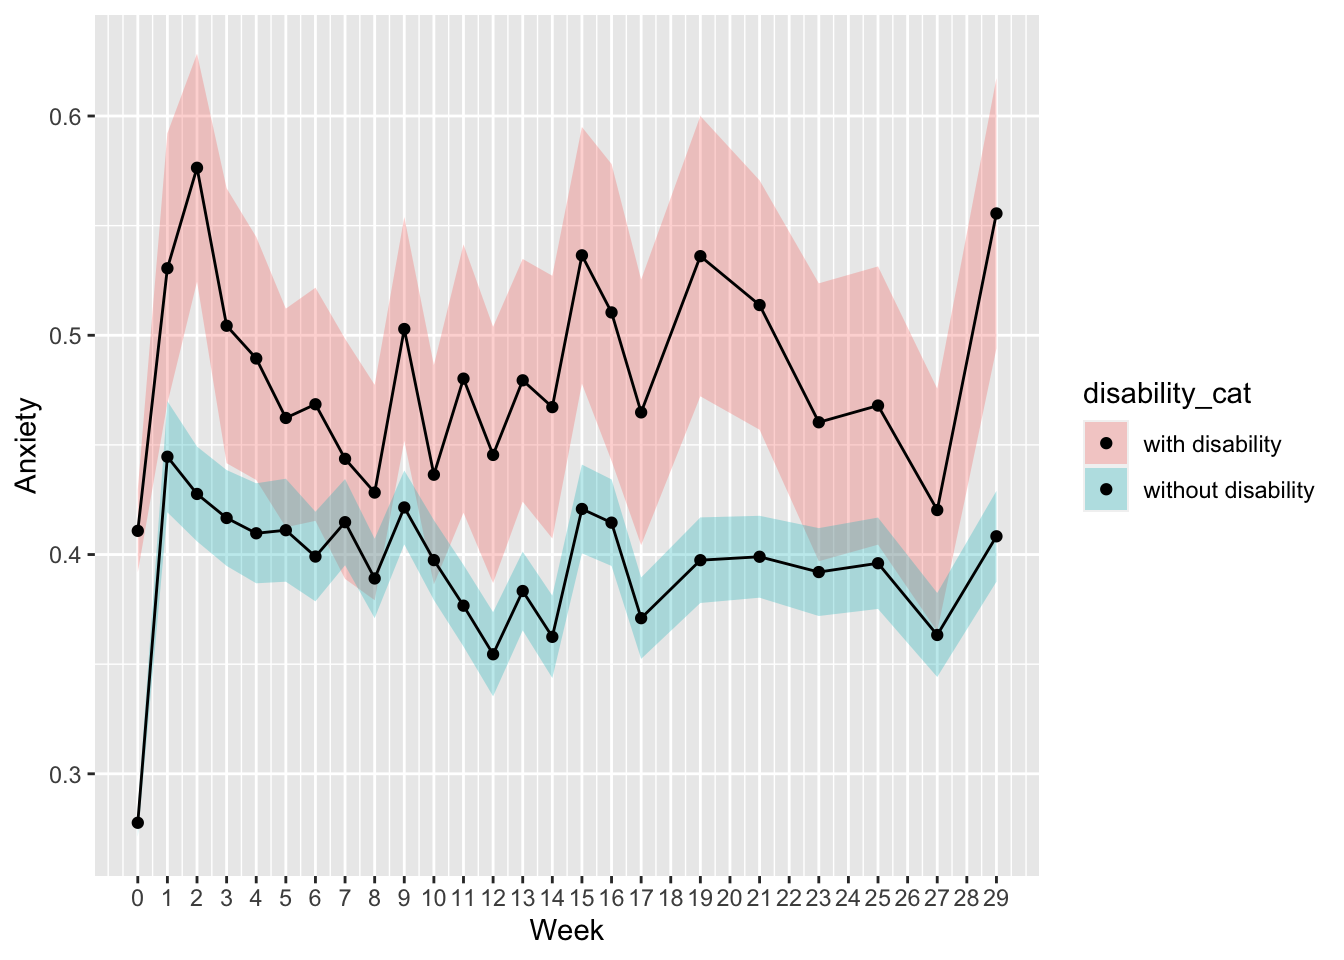 0.6
0.5
0.4
0.3
Anxiety
0 1 2 3 4 5 6 7 8 9 10 11 12 13 14 15 16 17 18 19 20 21 22 23 24 25 26 27 28 29
Week
disability_cat
with disability
without disability